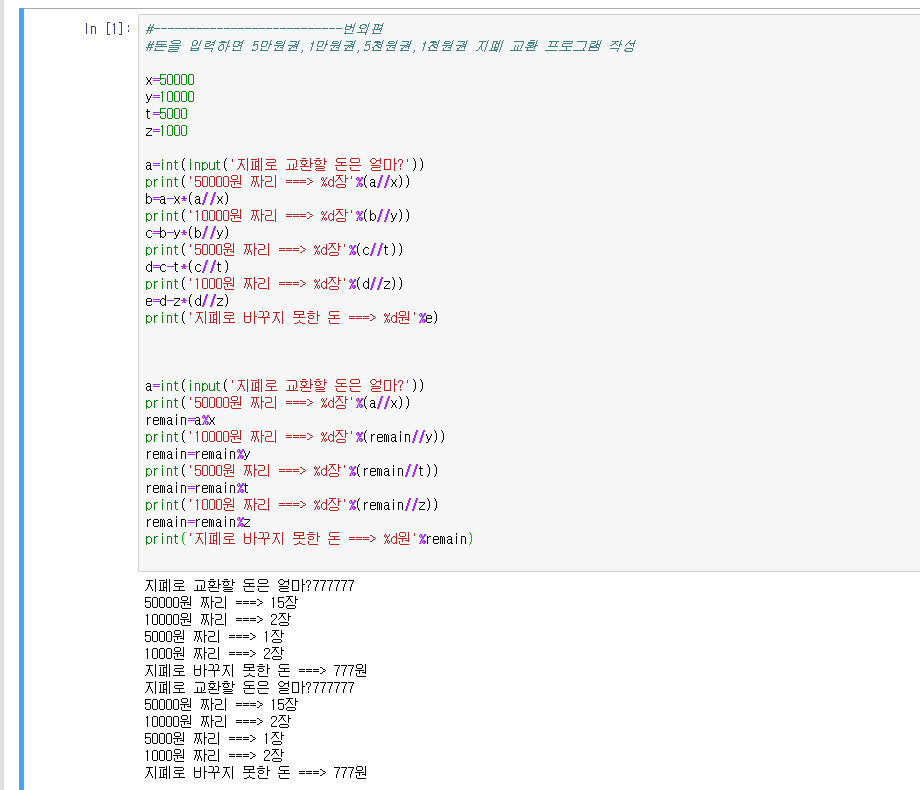 In [1]:
#---------------------------번외편
#돈을 입력하면 5만원권,1만원권,5천원권,1천원권 지폐 교환 프로그램 작성
x=50000
y=10000
t=5000
z=1000
a=int(input('지폐로 교환할 돈은 얼마?'))
print('50000원 짜리 ===> %d장'%(a//x))
b=a-x*(a//x)
print('10000원 짜리 ===> %d장'%(b//y))
c=b-y*(b//y)
print('5000원 짜리 ===> %d장'%(c//t))
d=c-t*(c//t)
print('1000원 짜리 ===> %d장'%(d//z))
e=d-z*(d//z)
print('지폐로 바꾸지 못한 돈 ===> %d원'%e)
a=int(input('지폐로 교환할 돈은 얼마?'))
print('50000원 짜리 ===> %d장'%(a//x))
remain=a%x
print('10000원 짜리 ===> %d장'%(remain//y))
remain=remain%y
print('5000원 짜리 ===> %d장'%(remain//t))
remain=remain%t
print('1000원 짜리 ===> %d장'%(remain//z))
remain=remain%z
print('지폐로 바꾸지 못한 돈 ===> %d원'%remain)
지폐로 교환할 돈은 얼마?777777
50000원 짜리 ===> 15장
10000원 짜리 ===> 2장
5000원 짜리 ===> 1장
1000원 짜리 ===> 2장
지폐로 바꾸지 못한 돈 ===> 777원
지폐로 교환할 돈은 얼마?777777
50000원 짜리 ===> 15장
10000원 짜리 ===> 2장
5000원 짜리 ===> 1장
1000원 짜리 ===> 2장
지폐로 바꾸지 못한 돈 ===> 777원